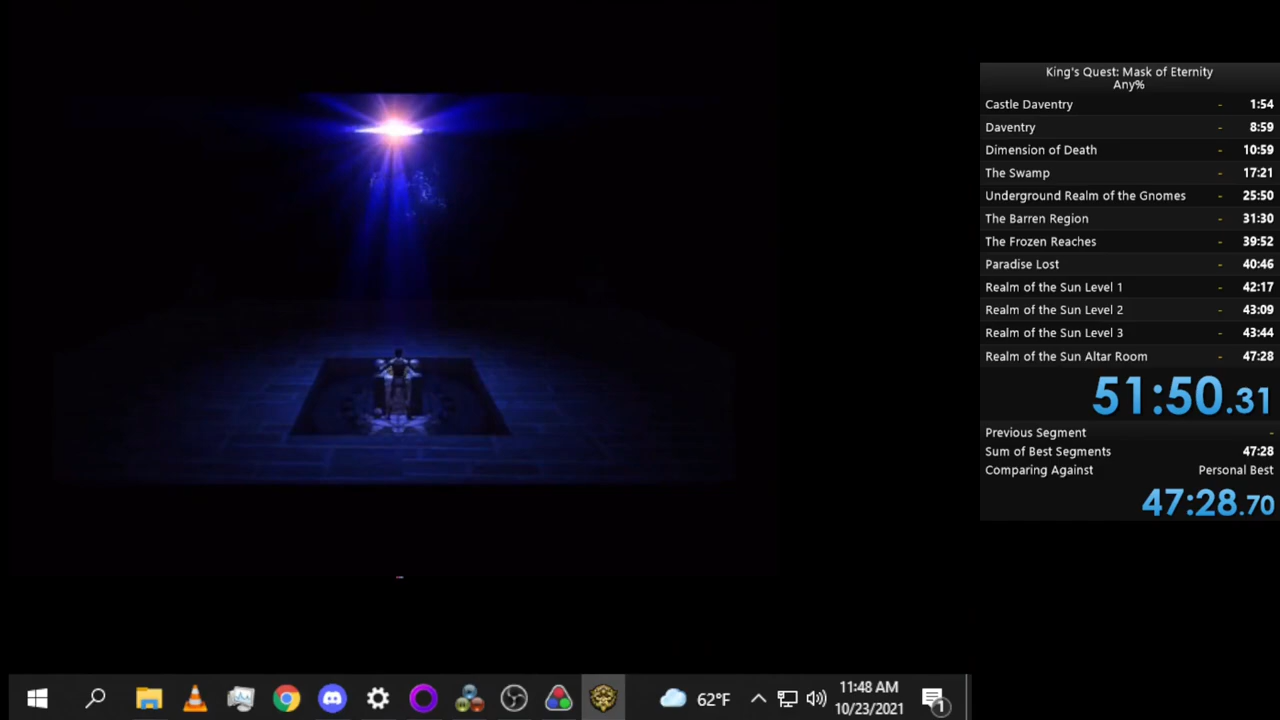 King's Quest: Mask of Eternity
Any%
Castle Daventry - 1:54
Daventry - 8:59
Dimension of Death - 10:59
The Swamp - 17:21
Underground Realm of the Gnomes - 25:50
The Barren Region - 31:30
The Frozen Reaches - 39:52
Paradise Lost - 40:46
Realm of the Sun Level 1 - 42:17
Realm of the Sun Level 2 - 43:09
Realm of the Sun Level 3 - 43:44
Realm of the Sun Altar Room - 47:28
51:50.31
Previous Segment -
Sum of Best Segments 47:28
Comparing Against Personal Best
47:28.70
62°F
11:48 AM
10/23/2021
1